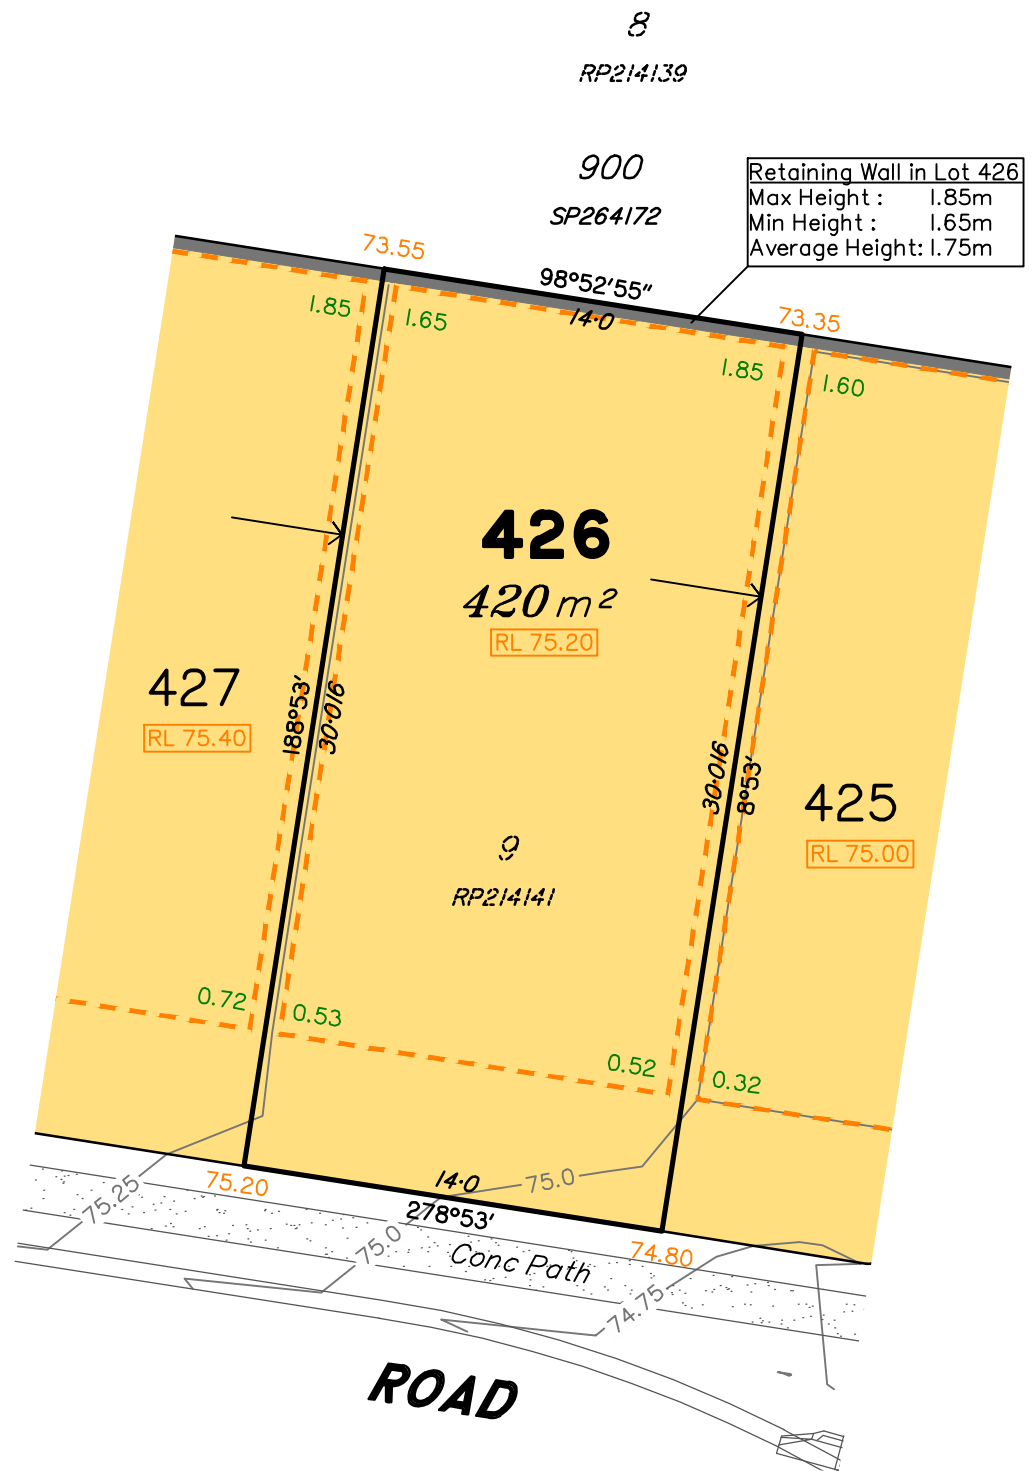 8
RP214139
900
SP264172
Retaining Wall in Lot 426
Max Height : 1.85m
Min Height : 1.65m
Average Height: 1.75m
73.55
98°52'55"
14·0
73.35
1.85
1.65
1.85
1.60
426
420 m²
RL 75.20
427
RL 75.40
188°53'
30·016
30·016
8°53'
425
RL 75.00
9
RP214141
0.72
0.53
0.52
0.32
75.20
14·0
278°53'
75.0
74.80
75.25
75.0
Conc Path
74.75
ROAD